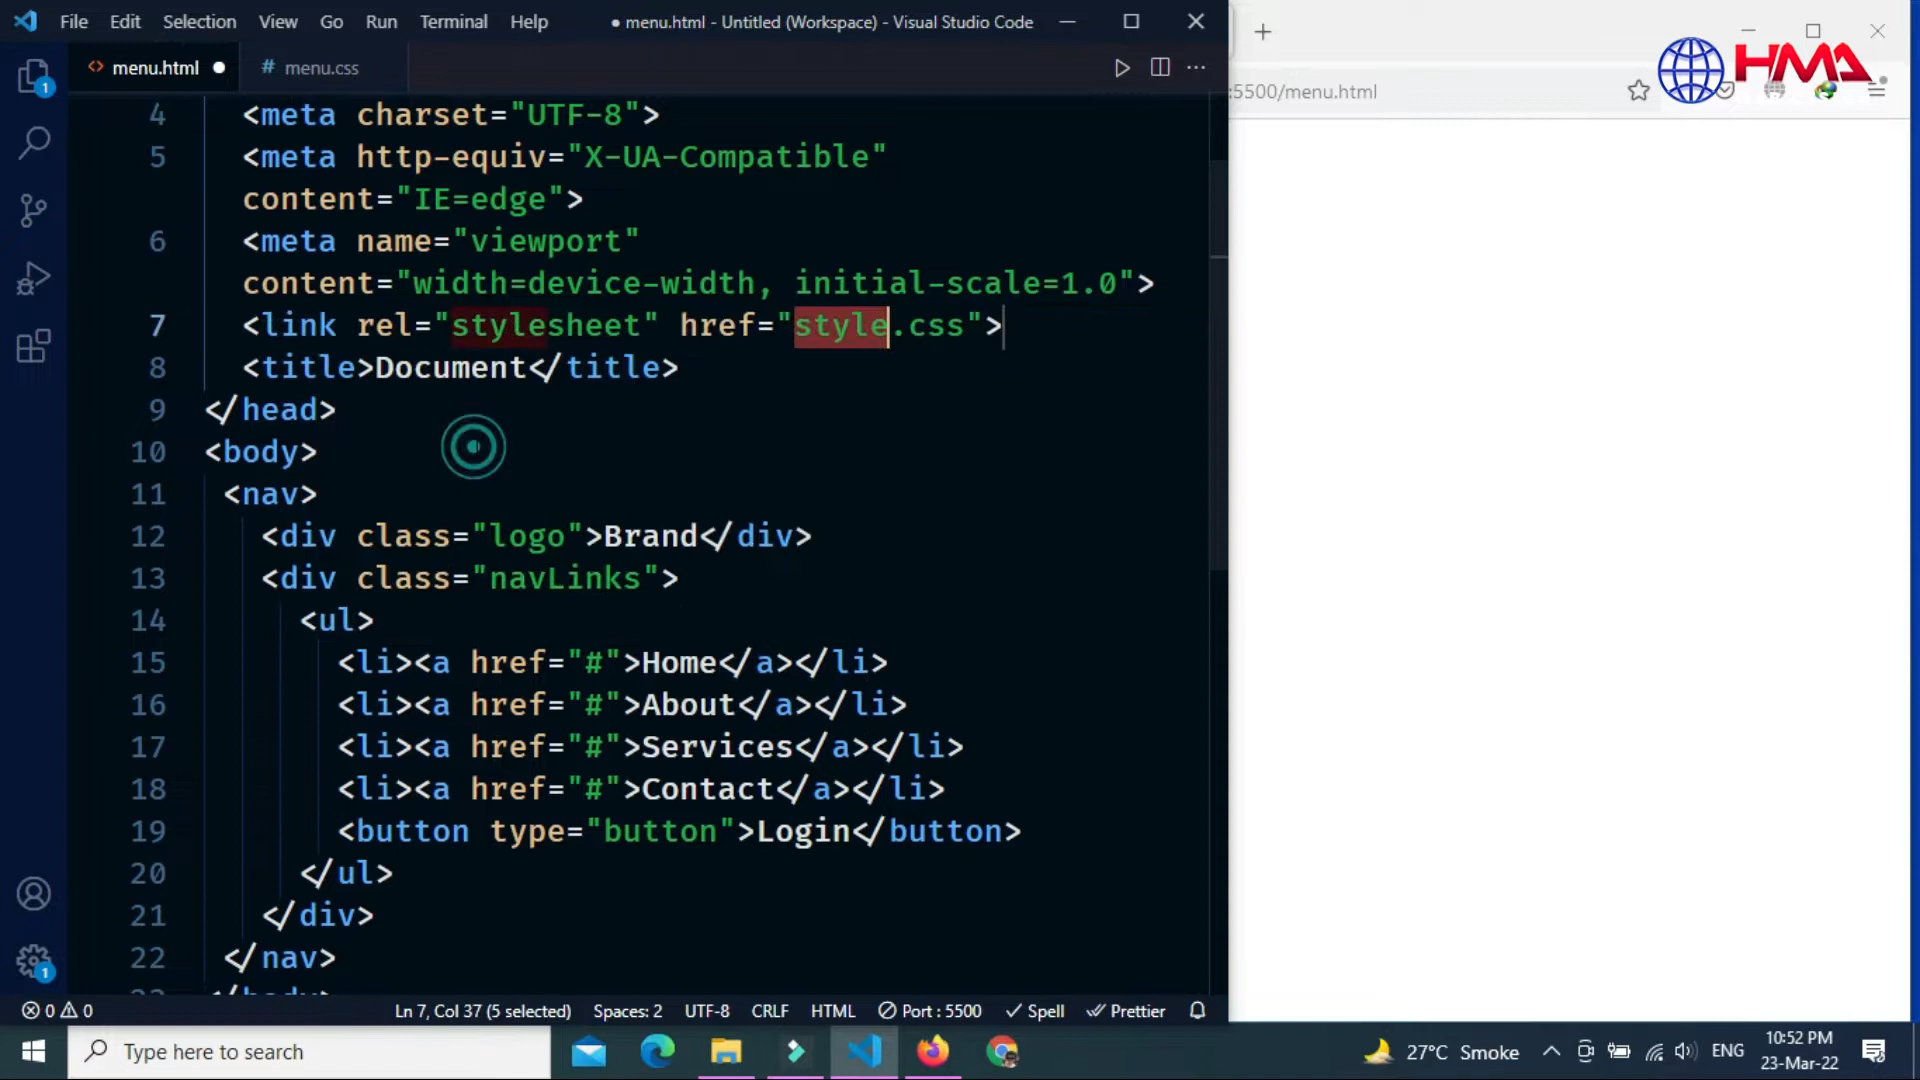 File Edit Selection View Go Run Terminal Help ● menu.html - Untitled (Workspace) - Visual Studio Code
menu.html
# menu.css
:5500/menu.html
HMA
1
4 <meta charset="UTF-8">
5 <meta http-equiv="X-UA-Compatible"
content="IE=edge">
6 <meta name="viewport"
content="width=device-width, initial-scale=1.0">
7 <link rel="stylesheet" href="style.css">
8 <title>Document</title>
9 </head>
10 <body>
11 <nav>
12 <div class="logo">Brand</div>
13 <div class="navLinks">
14 <ul>
15 <li><a href="#">Home</a></li>
16 <li><a href="#">About</a></li>
17 <li><a href="#">Services</a></li>
18 <li><a href="#">Contact</a></li>
19 <button type="button">Login</button>
20 </ul>
21 </div>
22 </nav>
1
0 0 Ln 7, Col 37 (5 selected) Spaces: 2 UTF-8 CRLF HTML Port : 5500 Spell Prettier
Type here to search
27°C Smoke ENG
10:52 PM
23-Mar-22